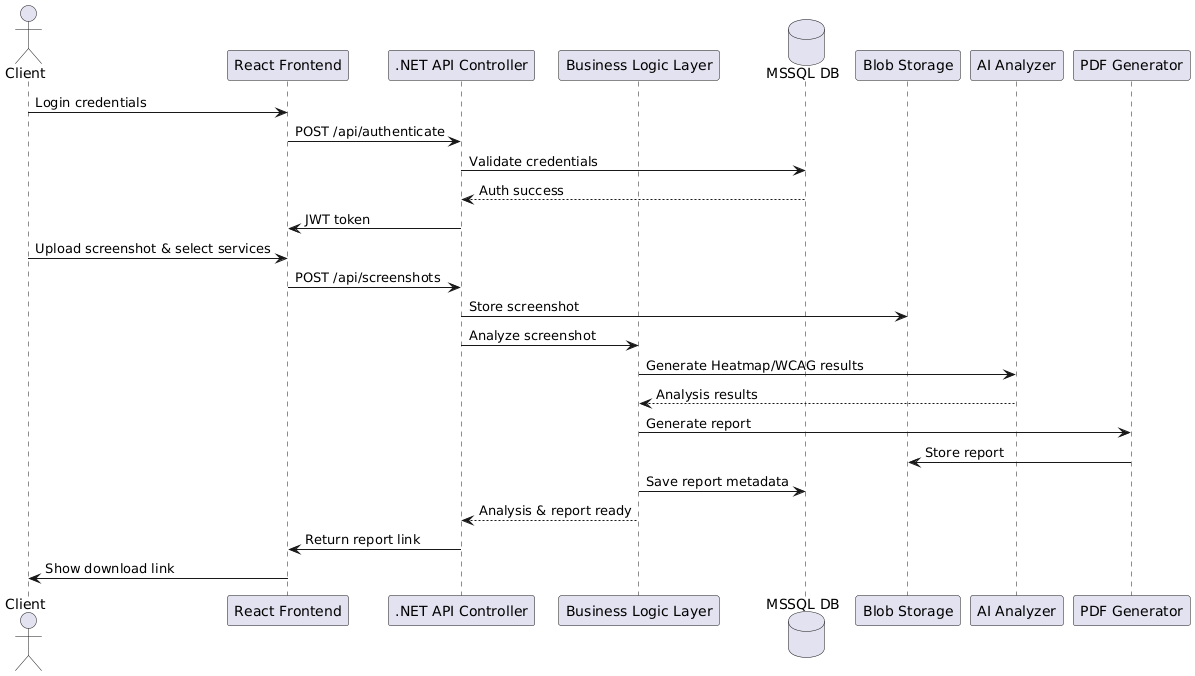 Client
React Frontend
.NET API Controller
Business Logic Layer
MSSQL DB
Blob Storage
AI Analyzer
PDF Generator
Login credentials
POST /api/authenticate
Validate credentials
Auth success
JWT token
Upload screenshot & select services
POST /api/screenshots
Store screenshot
Analyze screenshot
Generate Heatmap/WCAG results
Analysis results
Generate report
Store report
Save report metadata
Analysis & report ready
Return report link
Show download link
Client
React Frontend
.NET API Controller
Business Logic Layer
MSSQL DB
Blob Storage
AI Analyzer
PDF Generator